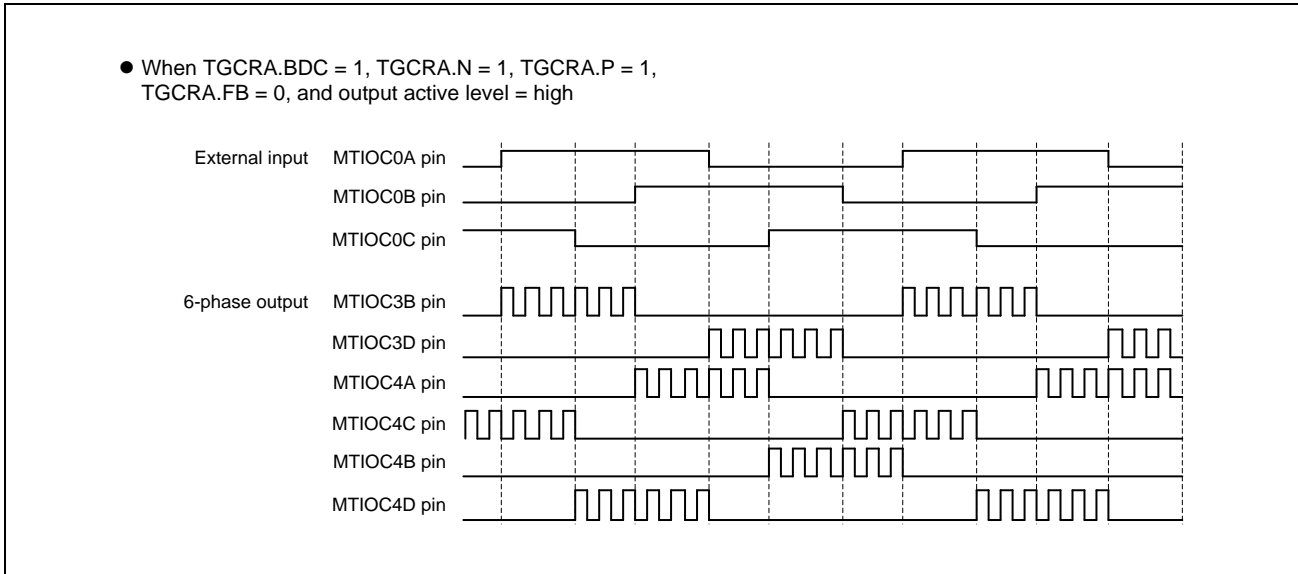 ● When TGCRA.BDC = 1, TGCRA.N = 1, TGCRA.P = 1,
TGCRA.FB = 0, and output active level = high
External input MTIOC0A pin
MTIOC0B pin
MTIOC0C pin
6-phase output MTIOC3B pin
MTIOC3D pin
MTIOC4A pin
MTIOC4C pin
MTIOC4B pin
MTIOC4D pin